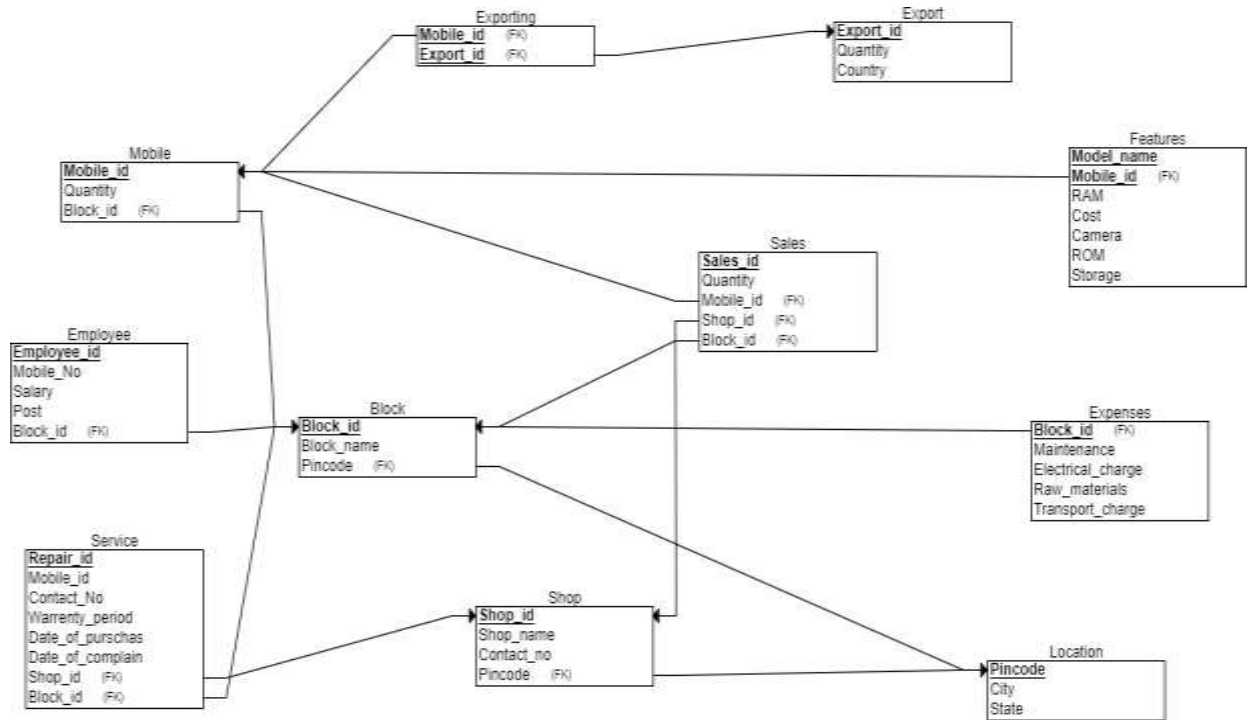 Exporting
Mobile_id (FK)
Export_id (FK)
Export
Export_id
Quantity
Country
Mobile
Mobile_id
Quantity
Block_id (FK)
Features
Model_name
Mobile_id (FK)
RAM
Cost
Camera
ROM
Storage
Sales
Sales_id
Quantity
Mobile_id (FK)
Shop_id (FK)
Block_id (FK)
Employee
Employee_id
Mobile_No
Salary
Post
Block_id (FK)
Block
Block_id
Block_name
Pincode (FK)
Expenses
Block_id (FK)
Maintenance
Electrical_charge
Raw_materials
Transport_charge
Service
Repair_id
Mobile_id
Contact_No
Warrenty_period
Date_of_purschas
Date_of_complain
Shop_id (FK)
Block_id (FK)
Shop
Shop_id
Shop_name
Contact_no
Pincode (FK)
Location
Pincode
City
State